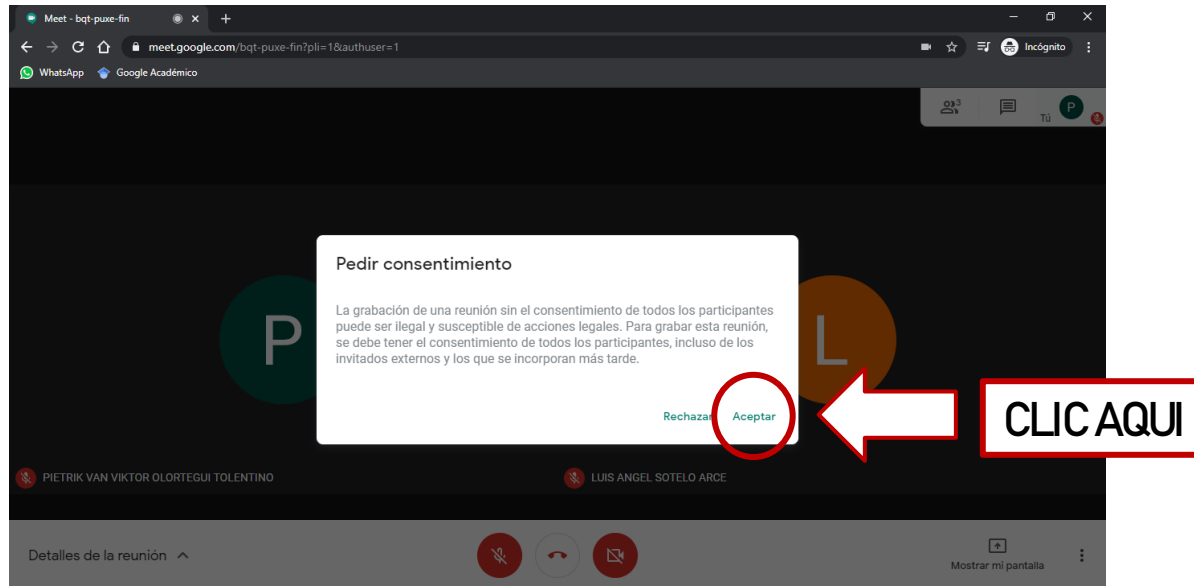 Meet - bqt-puxe-fin
meet.google.com/bqt-puxe-fin?pli=1&authuser=1
Incógnito
WhatsApp Google Académico
3
Tú P
Pedir consentimiento
La grabación de una reunión sin el consentimiento de todos los participantes
puede ser ilegal y susceptible de acciones legales. Para grabar esta reunión,
se debe tener el consentimiento de todos los participantes, incluso de los
invitados externos y los que se incorporan más tarde.
P
L
Rechazar Aceptar
CLIC AQUI
PIETRIK VAN VIKTOR OLORTEGUI TOLENTINO
LUIS ANGEL SOTELO ARCE
Detalles de la reunión
Mostrar mi pantalla